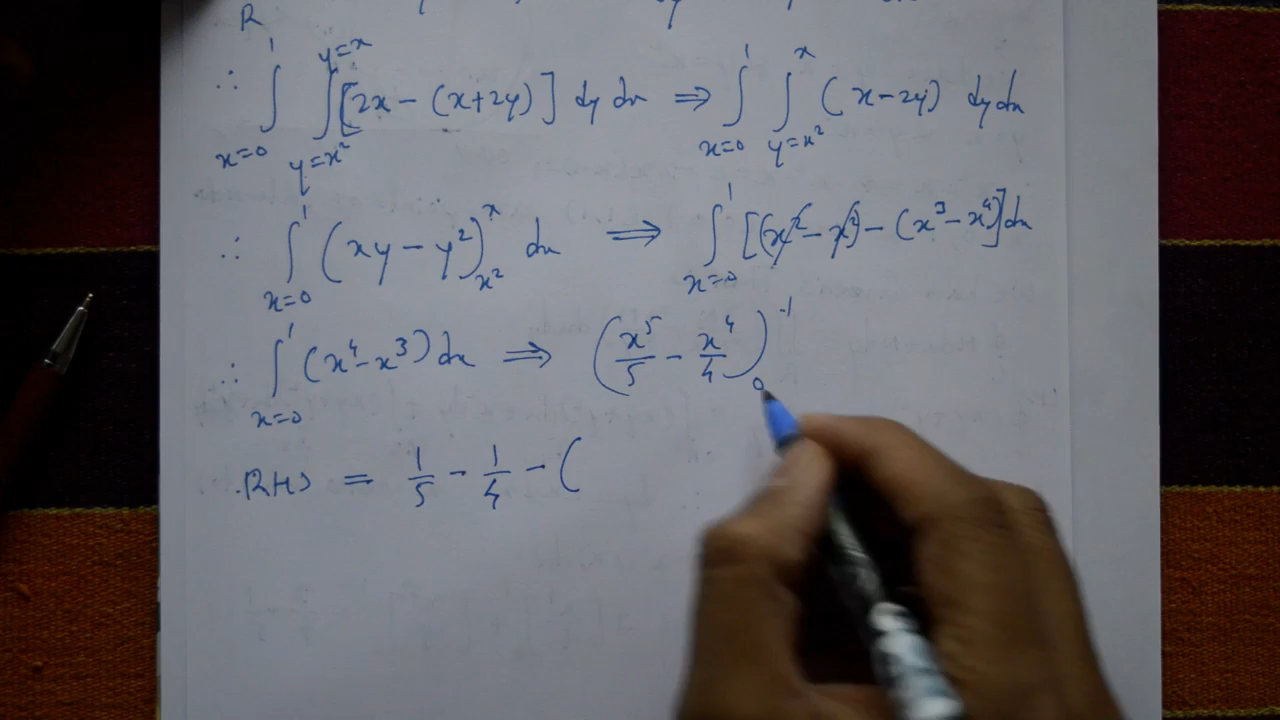 R
∴ ∫_{x=0}^{1} ∫_{y=x²}^{y=x} [2x − (x+2y)] dy dx ⇒ ∫_{x=0}^{1} ∫_{y=x²}^{x} (x−2y) dy dx
∴ ∫_{x=0}^{1} (xy − y²)_{x²}^{x} dx ⇒ ∫_{x=0}^{1} [(x²−x²) − (x³−x⁴)] dx
∴ ∫_{x=0}^{1} (x⁴−x³) dx ⇒ (x⁵/5 − x⁴/4)_{0}^{1}
RHS = 1/5 − 1/4 − (